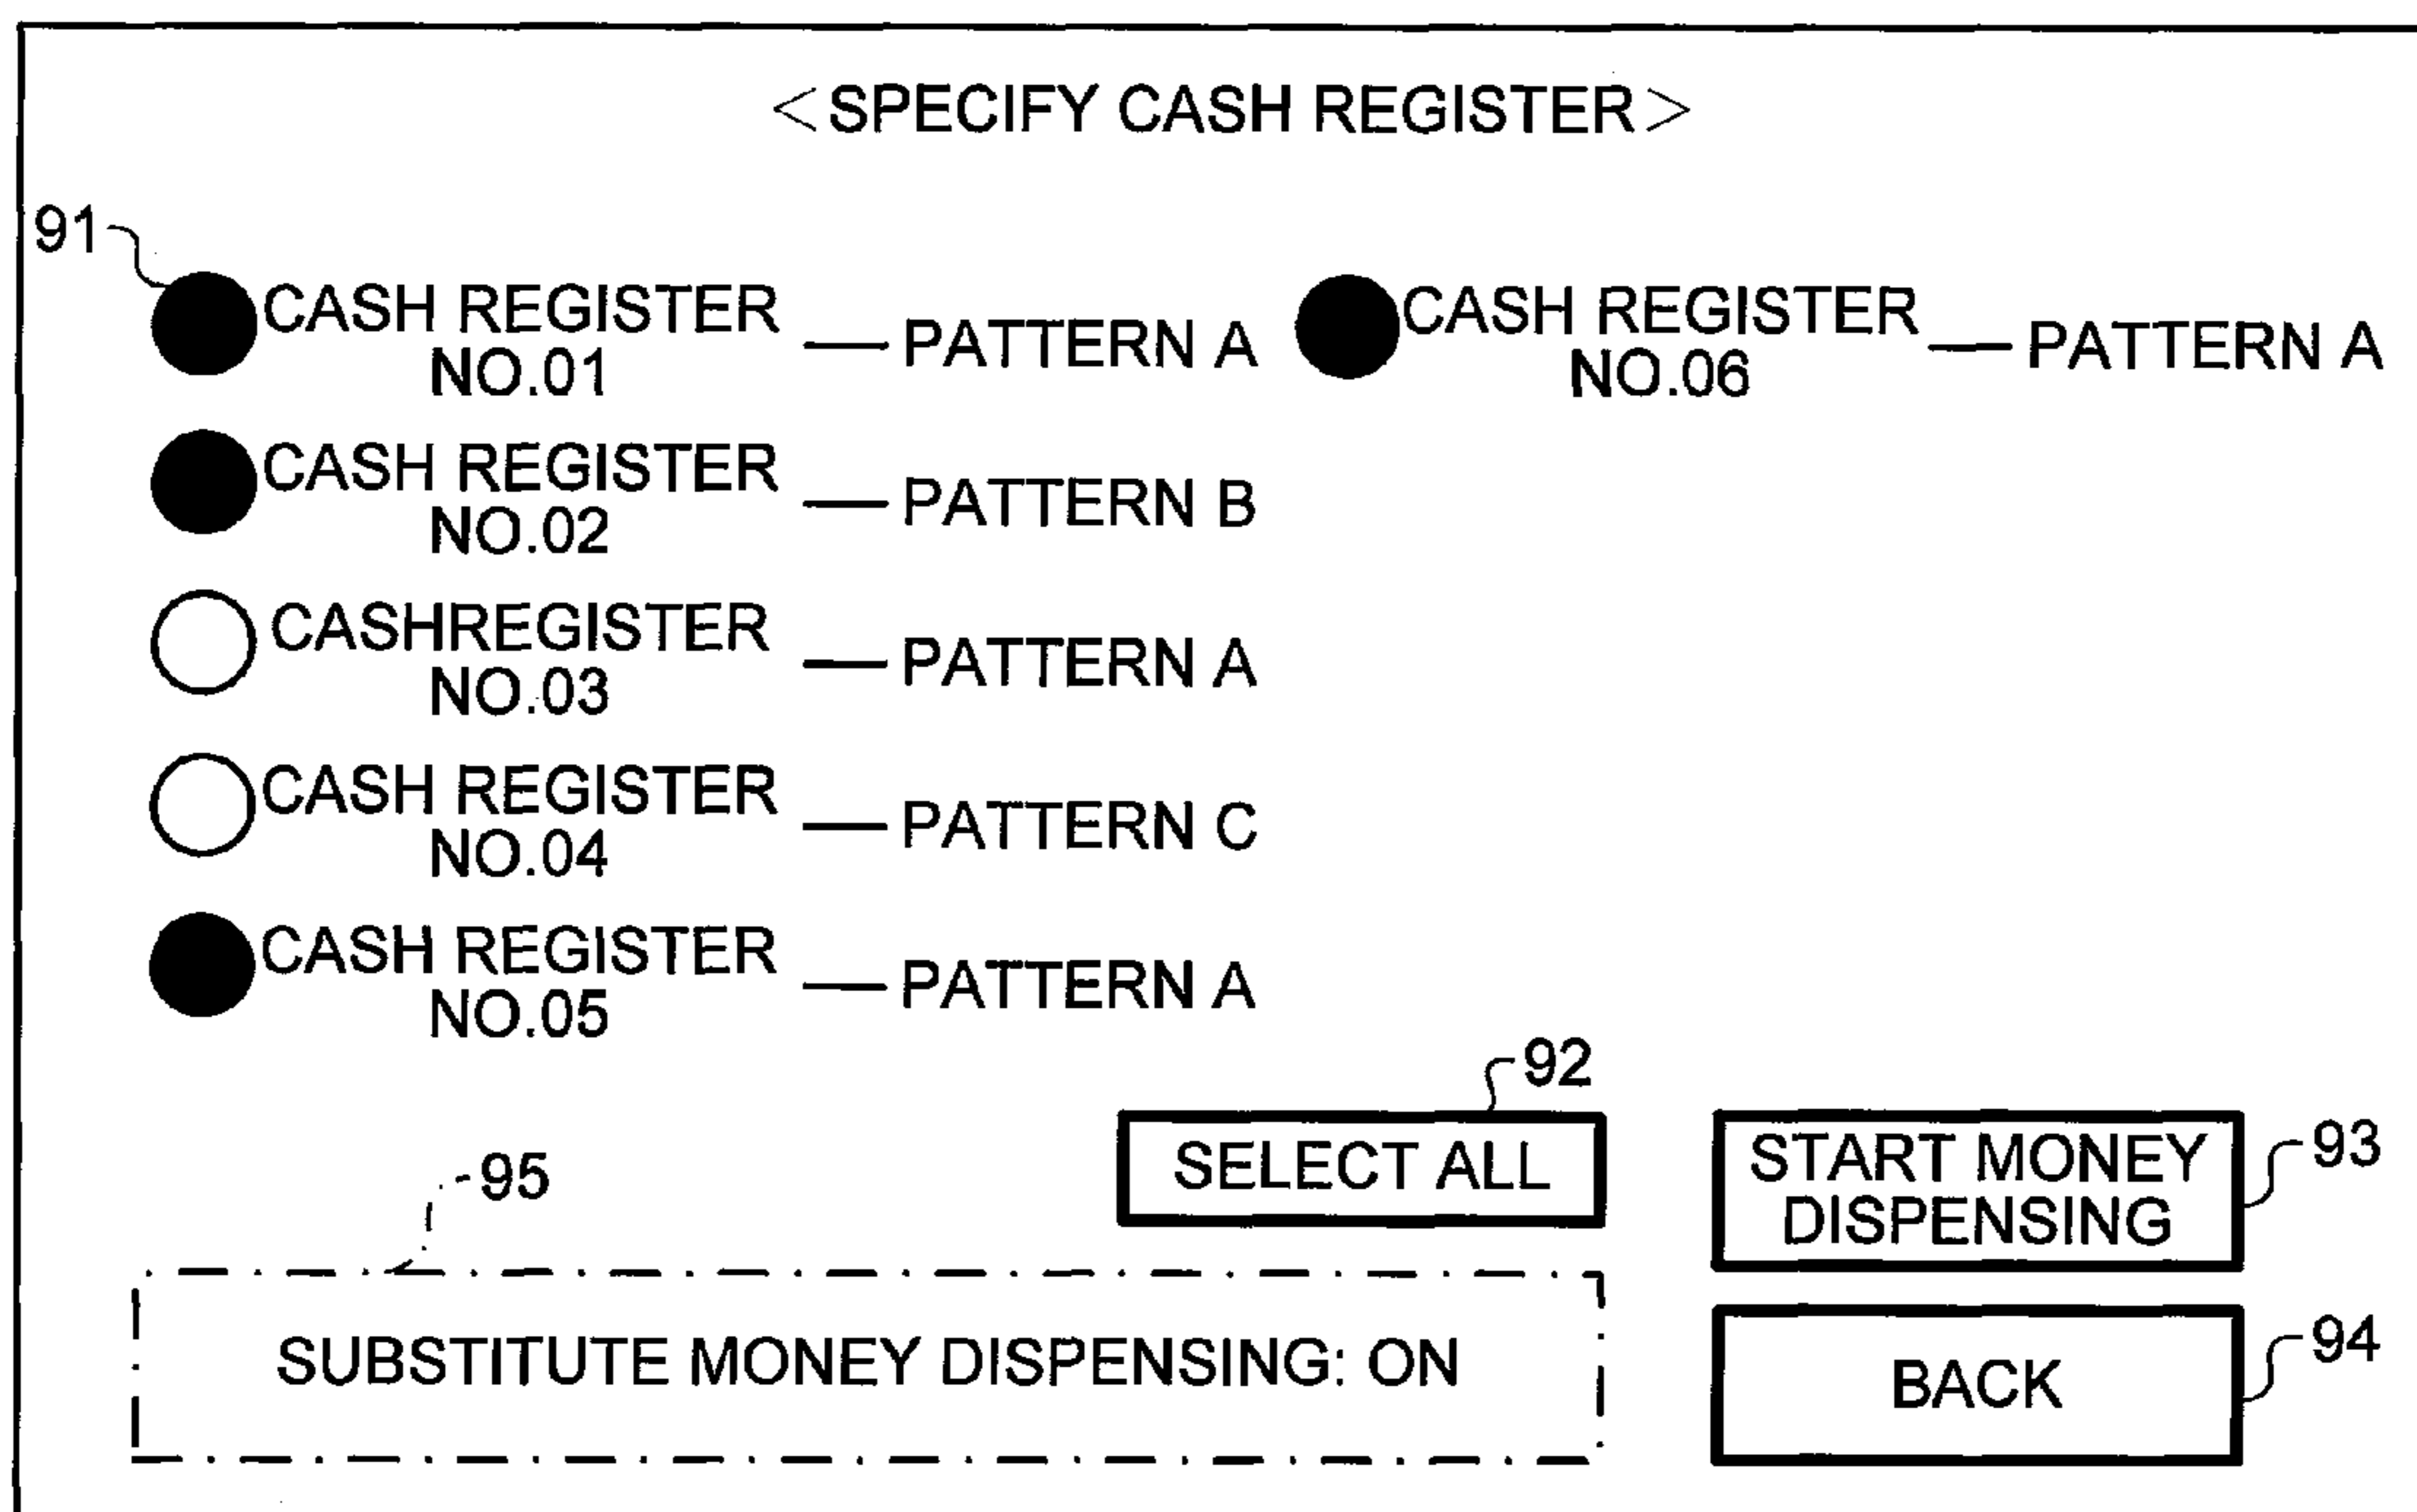 <SPECIFY CASH REGISTER>
91
CASH REGISTER
NO.01
— PATTERN A
CASH REGISTER
NO.06
— PATTERN A
CASH REGISTER
NO.02
— PATTERN B
CASHREGISTER
NO.03
— PATTERN A
CASH REGISTER
NO.04
— PATTERN C
CASH REGISTER
NO.05
— PATTERN A
92
SELECT ALL
START MONEY
DISPENSING
93
95
SUBSTITUTE MONEY DISPENSING: ON
BACK
94